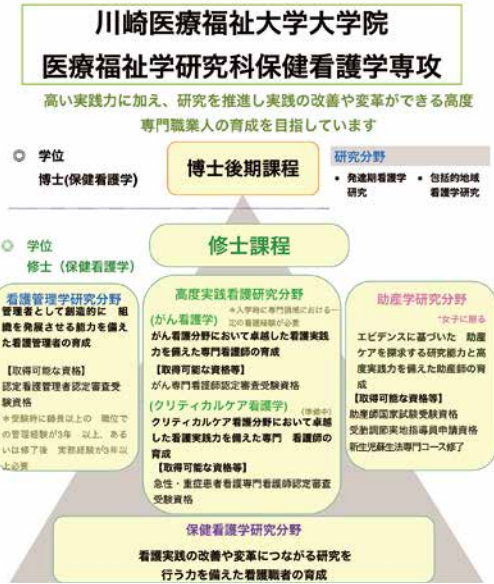 川崎医療福祉大学大学院
医療福祉学研究科保健看護学専攻
高い実践力に加え、研究を推進し実践の改善や変革ができる高度
専門職業人の育成を目指しています
◎ 学位
博士(保健看護学)
博士後期課程
研究分野
• 発達期看護学
研究
• 包括的地域
看護学研究
◎ 学位
修士（保健看護学）
修士課程
看護管理学研究分野
管理者として創造的に 組
織を発展させる能力を備え
た看護管理者の育成
【取得可能な資格】
認定看護管理者認定審査受
験資格
＊受験時に師長以上の 職位で
の管理経験が3年 以上、ある
いは修了後 実務経験が3年以
上必要
高度実践看護研究分野
(がん看護学)
＊入学時に専門領域における一
定の看護経験が必要
がん看護分野において卓越した看護実践
力を備えた専門看護師の育成
【取得可能な資格等】
がん専門看護師認定審査受験資格
(クリティカルケア看護学)
(準備中)
クリティカルケア看護分野において卓越
した看護実践力を備えた専門 看護師の
育成
【取得可能な資格等】
急性・重症患者看護専門看護師認定審査
受験資格
助産学研究分野
*女子に限る
エビデンスに基づいた 助産
ケアを探求する研究能力と高
度実践力を備えた助産師の育
成
【取得可能な資格等】
助産師国家試験受験資格
受胎調節実地指導員申請資格
新生児蘇生法専門コース修了
保健看護学研究分野
看護実践の改善や変革につながる研究を
行う力を備えた看護職者の育成